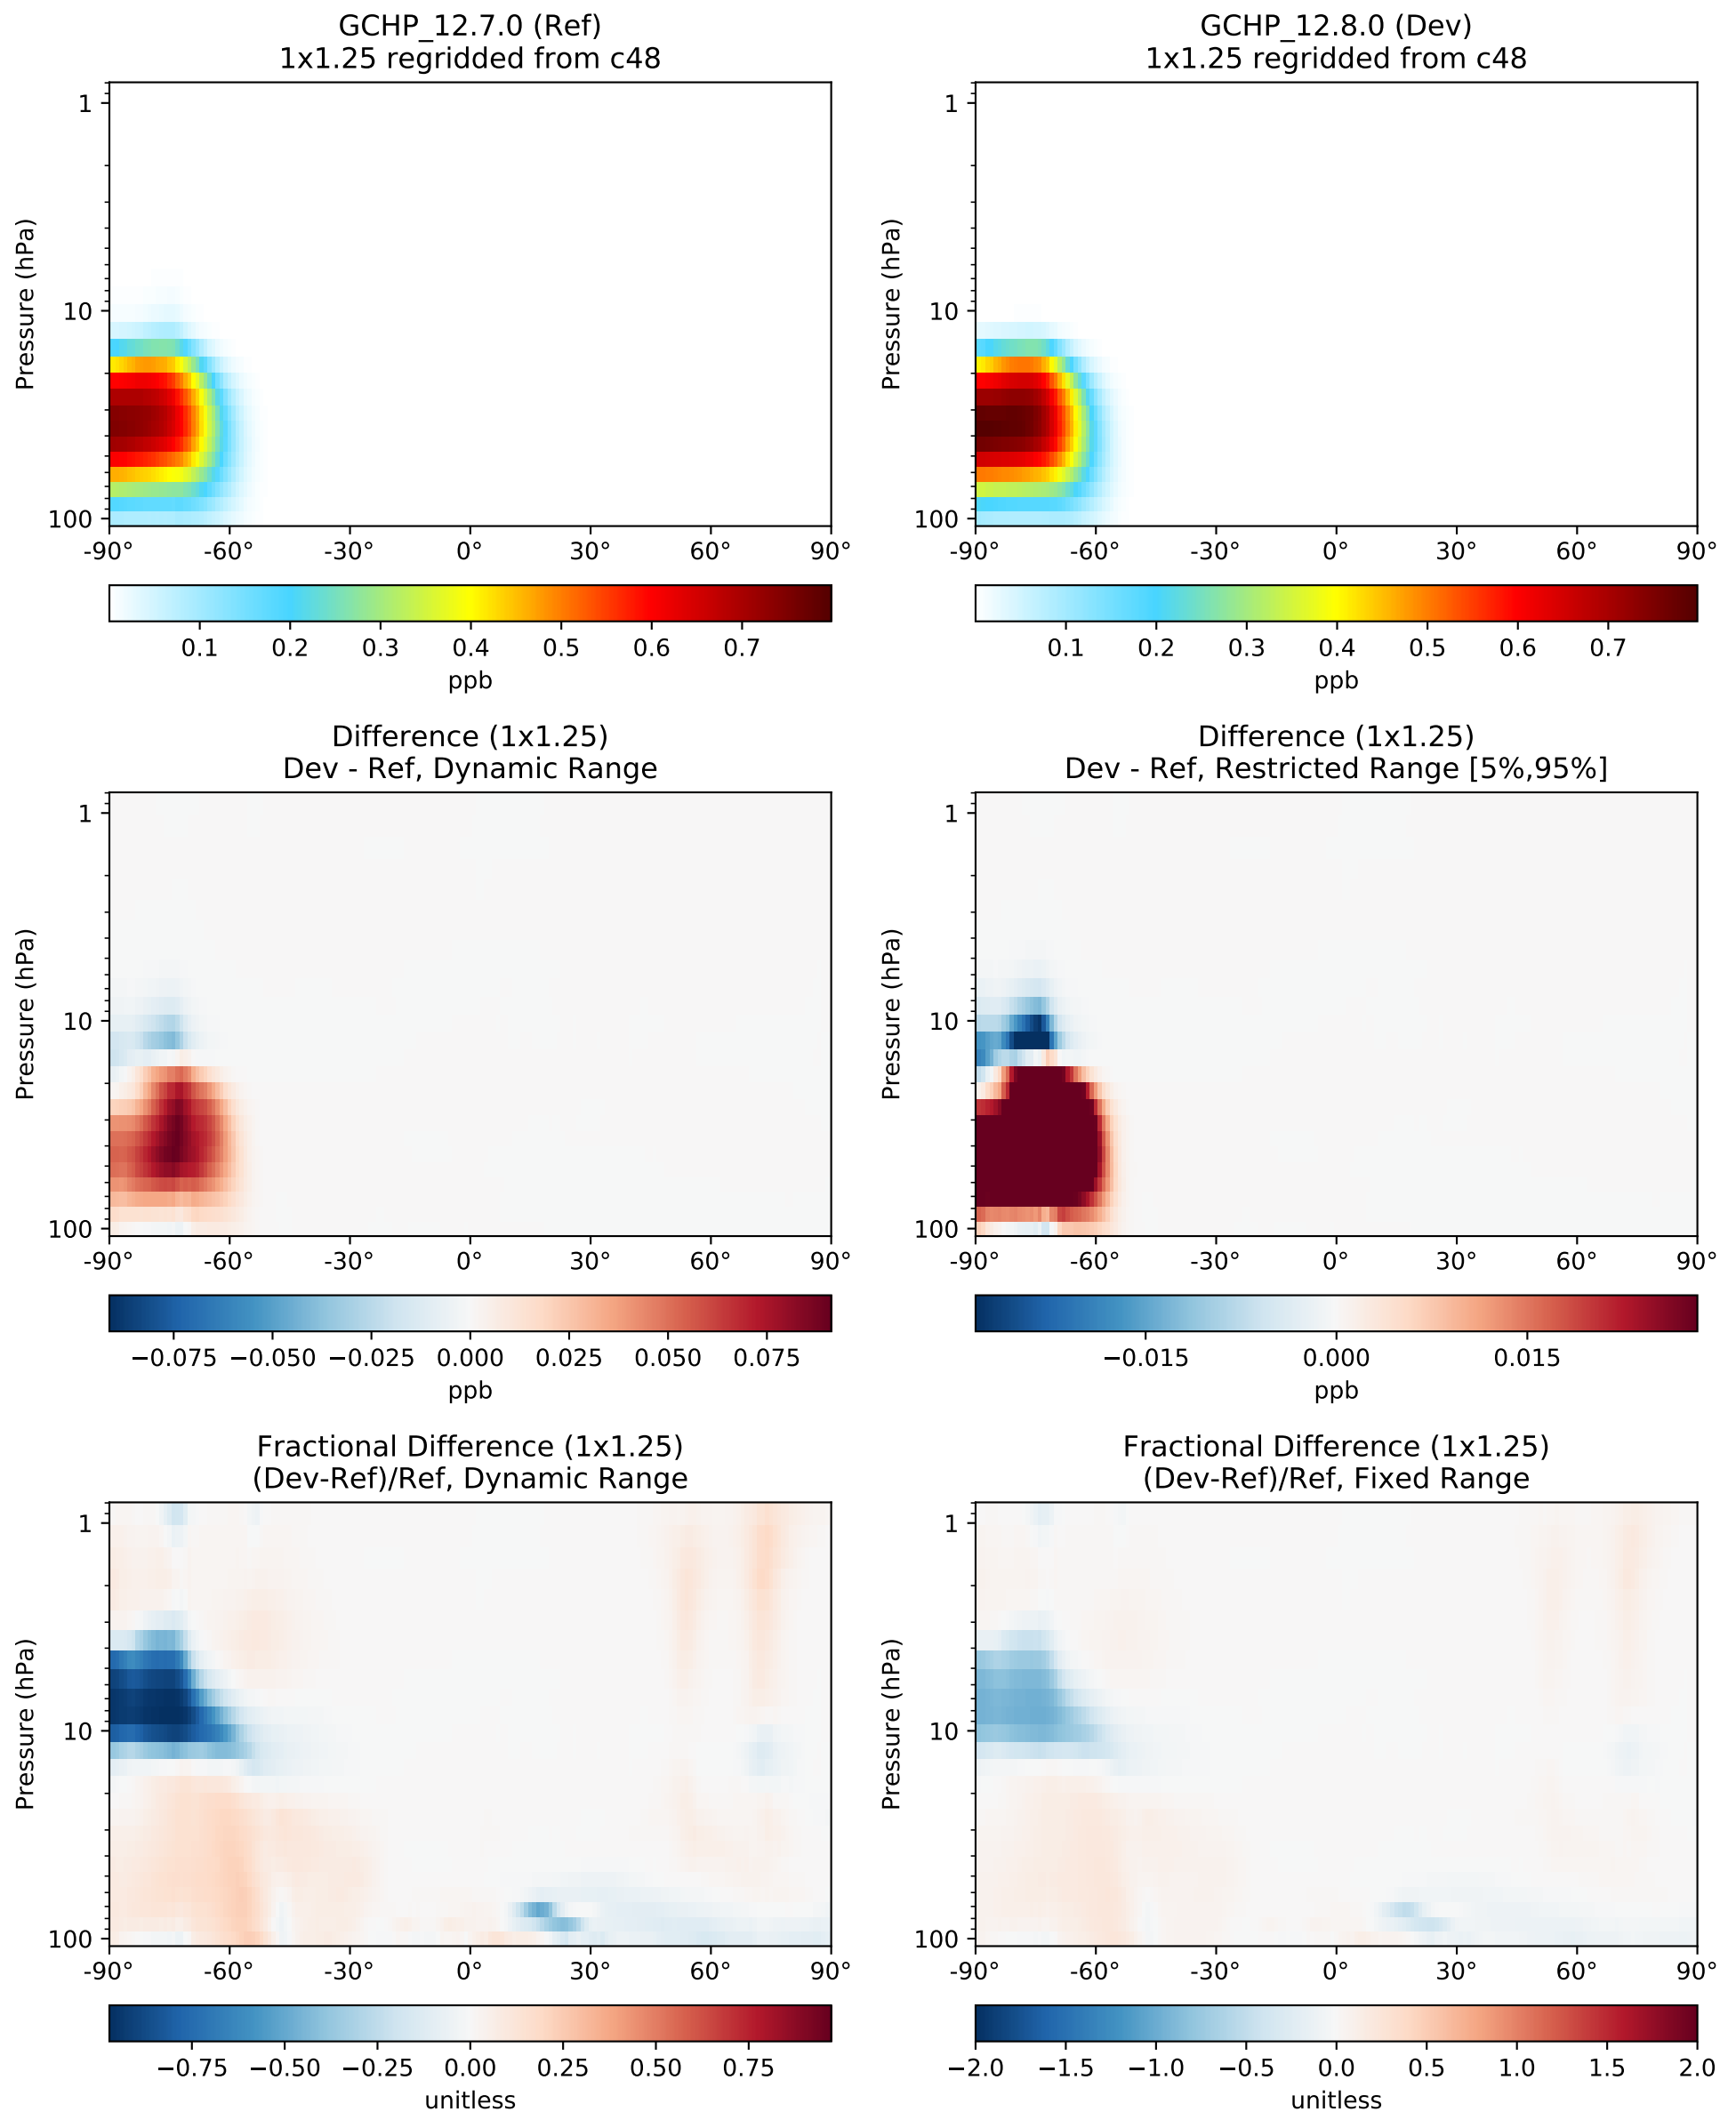 GCHP_12.7.0 (Ref)
1x1.25 regridded from c48
Pressure (hPa)
1
10
100
-90° -60° -30° 0° 30° 60° 90°
0.1 0.2 0.3 0.4 0.5 0.6 0.7
ppb
GCHP_12.8.0 (Dev)
1x1.25 regridded from c48
Pressure (hPa)
1
10
100
-90° -60° -30° 0° 30° 60° 90°
0.1 0.2 0.3 0.4 0.5 0.6 0.7
ppb
Difference (1x1.25)
Dev - Ref, Dynamic Range
Pressure (hPa)
1
10
100
-90° -60° -30° 0° 30° 60° 90°
−0.075 −0.050 −0.025 0.000 0.025 0.050 0.075
ppb
Difference (1x1.25)
Dev - Ref, Restricted Range [5%,95%]
Pressure (hPa)
1
10
100
-90° -60° -30° 0° 30° 60° 90°
−0.015 0.000 0.015
ppb
Fractional Difference (1x1.25)
(Dev-Ref)/Ref, Dynamic Range
Pressure (hPa)
1
10
100
-90° -60° -30° 0° 30° 60° 90°
−0.75 −0.50 −0.25 0.00 0.25 0.50 0.75
unitless
Fractional Difference (1x1.25)
(Dev-Ref)/Ref, Fixed Range
Pressure (hPa)
1
10
100
-90° -60° -30° 0° 30° 60° 90°
−2.0 −1.5 −1.0 −0.5 0.0 0.5 1.0 1.5 2.0
unitless